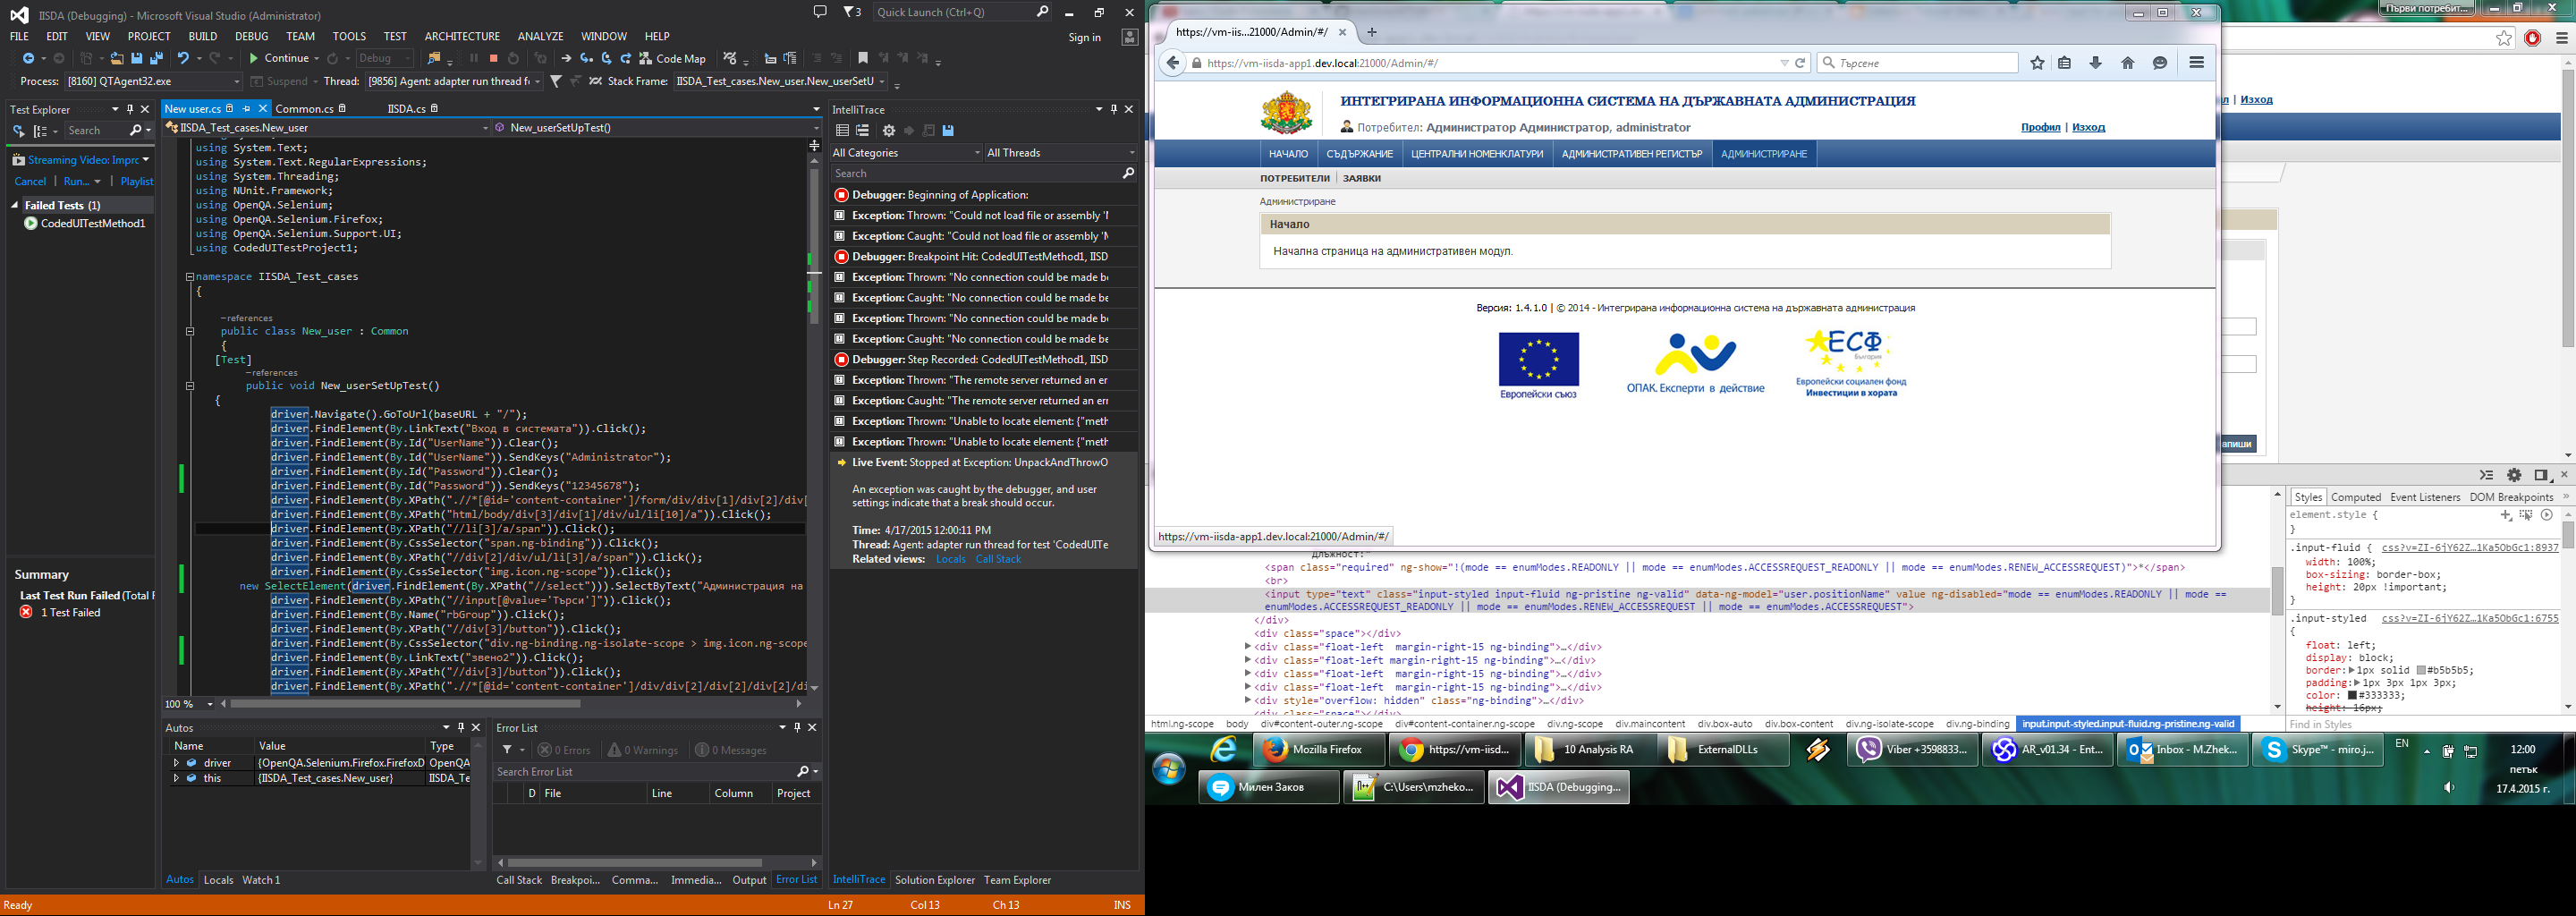 IISDA (Debugging) - Microsoft Visual Studio (Administrator)
3
Quick Launch (Ctrl+Q)
FILE EDIT VIEW PROJECT BUILD DEBUG TEAM TOOLS TEST ARCHITECTURE ANALYZE WINDOW HELP
Sign in
Continue
Debug
Code Map
Process: [8160] QTAgent32.exe
Suspend
Thread: [9856] Agent: adapter run thread fo
Stack Frame: IISDA_Test_cases.New_user.New_userSetU
Test Explorer
Search
Streaming Video: Impro
Cancel | Run... Playlist
Failed Tests (1)
CodedUITestMethod1
Summary
Last Test Run Failed (Total R
1 Test Failed
New user.cs
Common.cs
IISDA.cs
IISDA_Test_cases.New_user
New_userSetUpTest()
using System.Text;
using System.Text.RegularExpressions;
using System.Threading;
using NUnit.Framework;
using OpenQA.Selenium;
using OpenQA.Selenium.Firefox;
using OpenQA.Selenium.Support.UI;
using CodedUITestProject1;
namespace IISDA_Test_cases
{
–references
public class New_user : Common
{
[Test]
–references
public void New_userSetUpTest()
{
driver.Navigate().GoToUrl(baseURL + "/");
driver.FindElement(By.LinkText("Вход в системата")).Click();
driver.FindElement(By.Id("UserName")).Clear();
driver.FindElement(By.Id("UserName")).SendKeys("Administrator");
driver.FindElement(By.Id("Password")).Clear();
driver.FindElement(By.Id("Password")).SendKeys("12345678");
driver.FindElement(By.XPath(".//*[@id='content-container']/form/div/div[1]/div[2]/div[
driver.FindElement(By.XPath("html/body/div[3]/div[1]/div/ul/li[10]/a")).Click();
driver.FindElement(By.XPath("//li[3]/a/span")).Click();
driver.FindElement(By.CssSelector("span.ng-binding")).Click();
driver.FindElement(By.XPath("//div[2]/div/ul/li[3]/a/span")).Click();
driver.FindElement(By.CssSelector("img.icon.ng-scope")).Click();
new SelectElement(driver.FindElement(By.XPath("//select"))).SelectByText("Администрация на
driver.FindElement(By.XPath("//input[@value='Търси']")).Click();
driver.FindElement(By.Name("rbGroup")).Click();
driver.FindElement(By.XPath("//div[3]/button")).Click();
driver.FindElement(By.CssSelector("div.ng-binding.ng-isolate-scope > img.icon.ng-scope
driver.FindElement(By.LinkText("звено2")).Click();
driver.FindElement(By.XPath("//div[3]/button")).Click();
driver.FindElement(By.XPath(".//*[@id='content-container']/div/div[2]/div[2]/div[2]/di
100 %
Autos
Name Value Type
driver {OpenQA.Selenium.Firefox.FirefoxD OpenQA
this {IISDA_Test_cases.New_user} IISDA_Te
Autos Locals Watch 1
Error List
0 Errors 0 Warnings 0 Messages
Search Error List
D File Line Column Project
Call Stack Breakpoi... Comma... Immedia... Output Error List
IntelliTrace
All Categories
All Threads
Search
Debugger: Beginning of Application:
Exception: Thrown: "Could not load file or assembly 'M
Exception: Caught: "Could not load file or assembly 'M
Debugger: Breakpoint Hit: CodedUITestMethod1, IISD
Exception: Thrown: "No connection could be made be
Exception: Caught: "No connection could be made be
Exception: Thrown: "No connection could be made be
Exception: Caught: "No connection could be made be
Debugger: Step Recorded: CodedUITestMethod1, IISD
Exception: Thrown: "The remote server returned an er
Exception: Caught: "The remote server returned an err
Exception: Thrown: "Unable to locate element: {"meth
Exception: Thrown: "Unable to locate element: {"meth
Live Event: Stopped at Exception: UnpackAndThrowO
An exception was caught by the debugger, and user
settings indicate that a break should occur.
Time: 4/17/2015 12:00:11 PM
Thread: Agent: adapter run thread for test 'CodedUITe
Related views: Locals Call Stack
IntelliTrace Solution Explorer Team Explorer
Ready
Ln 27 Col 13 Ch 13 INS
https://vm-iis...21000/Admin/#/
https://vm-iisda-app1.dev.local:21000/Admin/#/
Търсене
ИНТЕГРИРАНА ИНФОРМАЦИОННА СИСТЕМА НА ДЪРЖАВНАТА АДМИНИСТРАЦИЯ
Потребител: Администратор Администратор, administrator
Профил | Изход
НАЧАЛО СЪДЪРЖАНИЕ ЦЕНТРАЛНИ НОМЕНКЛАТУРИ АДМИНИСТРАТИВЕН РЕГИСТЪР АДМИНИСТРИРАНЕ
ПОТРЕБИТЕЛИ ЗАЯВКИ
Администриране
Начало
Начална страница на административен модул.
Версия: 1.4.1.0 | © 2014 - Интегрирана информационна система на държавната администрация
Европейски съюз
ОПАК. Експерти в действие
ЕСФ
България
Европейски социален фонд
Инвестиции в хората
https://vm-iisda-app1.dev.local:21000/Admin/#/
Първи потребит...
| Изход
апиши
длъжност:"
<span class="required" ng-show="!(mode == enumModes.READONLY || mode == enumModes.ACCESSREQUEST_READONLY || mode == enumModes.RENEW_ACCESSREQUEST)">*</span>
<br>
<input type="text" class="input-styled input-fluid ng-pristine ng-valid" data-ng-model="user.positionName" value ng-disabled="mode == enumModes.READONLY || mode ==
enumModes.ACCESSREQUEST_READONLY || mode == enumModes.RENEW_ACCESSREQUEST || mode == enumModes.ACCESSREQUEST">
</div>
<div class="space"></div>
<div class="float-left  margin-right-15 ng-binding">…</div>
<div class="float-left margin-right-15 ng-binding">…</div>
<div class="float-left  margin-right-15 ng-binding">…</div>
<div class="float-left  margin-right-15 ng-binding">…</div>
<div style="overflow: hidden" class="ng-binding">…</div>
<div class="space"></div>
html.ng-scope body div#content-outer.ng-scope div#content-container.ng-scope div.ng-scope div.maincontent div.box-auto div.box-content div.ng-isolate-scope div.ng-binding input.input-styled.input-fluid.ng-pristine.ng-valid
Styles Computed Event Listeners DOM Breakpoints »
element.style {
}
.input-fluid { css?v=ZI-6jY62Z…1Ka5ObGc1:8937
width: 100%;
box-sizing: border-box;
height: 20px !important;
}
.input-styled css?v=ZI-6jY62Z…1Ka5ObGc1:6755
{
float: left;
display: block;
border: 1px solid #b5b5b5;
padding: 1px 3px 1px 3px;
color: #333333;
height: 16px;
Find in Styles
Mozilla Firefox
https://vm-iisd...
10 Analysis RA
ExternalDLLs
Viber +3598833...
AR_v01.34 - Ent...
Inbox - M.Zhek...
Skype™ - miro.j...
EN
12:00
петък
17.4.2015 г.
Милен Заков
C:\Users\mzheko...
IISDA (Debugging...